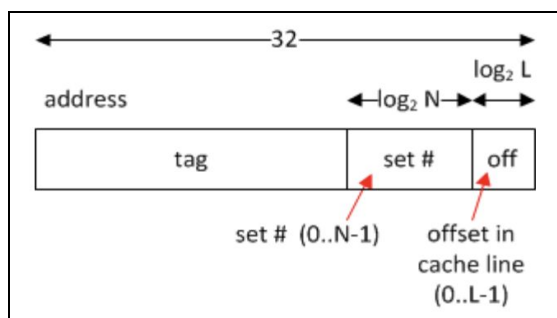 32
log₂ L
address
log₂ N
tag
set #
off
set # (0..N-1)
offset in
cache line
(0..L-1)